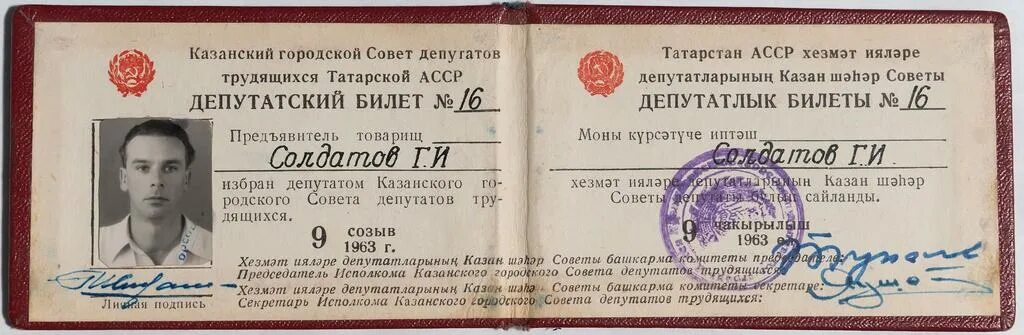 Казанский городской Совет депутатов
трудящихся Татарской АССР
ДЕПУТАТСКИЙ БИЛЕТ № 16
Предъявитель товарищ
Солдатов Г.И
избран депутатом Казанского го-
родского Совета депутатов тру-
дящихся.
9 созыв
1963 г.
Личная подпись
Татарстан АССР хезмәт ияләре
депутатларының Казан шәһәр Советы
ДЕПУТАТЛЫК БИЛЕТЫ № 16
Моны күрсәтүче иптәш
Солдатов Г.И.
хезмәт ияләре депутатларының Казан шәһәр
Советы депутаты булып сайланды.
9 чакырылыш
1963 ел
Хезмәт ияләре депутатларының Казан шәһәр Советы башкарма комитеты председателе:
Председатель Исполкома Казанского городского Совета депутатов трудящихся:
Хезмәт ияләре депутатларының Казан шәһә- Советы башкарма комитеты секретаре:
Секретарь Исполкома Казанского городского Совета депутатов трудящихся: